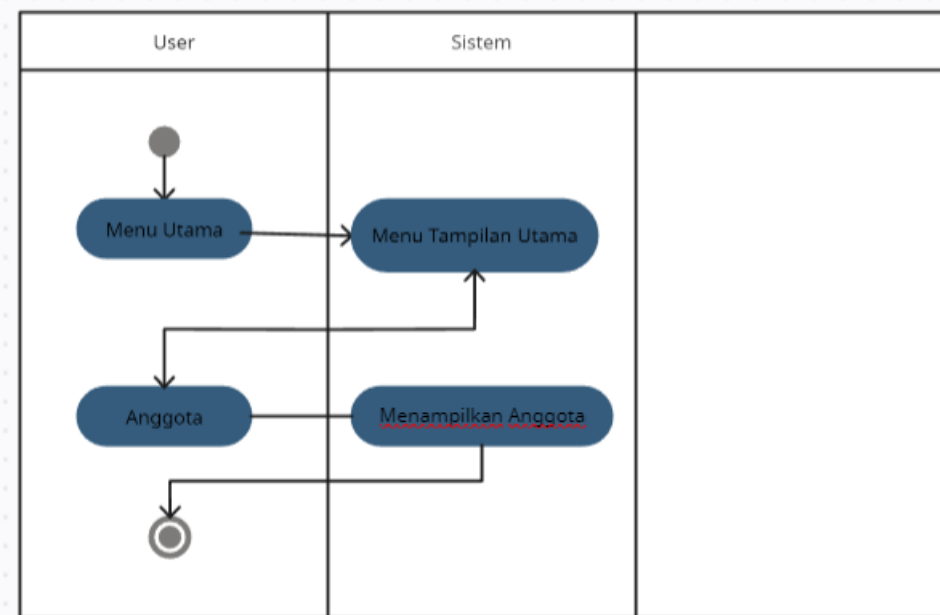 User
Sistem
Menu Utama
Menu Tampilan Utama
Anggota
Menampilkan Anggota